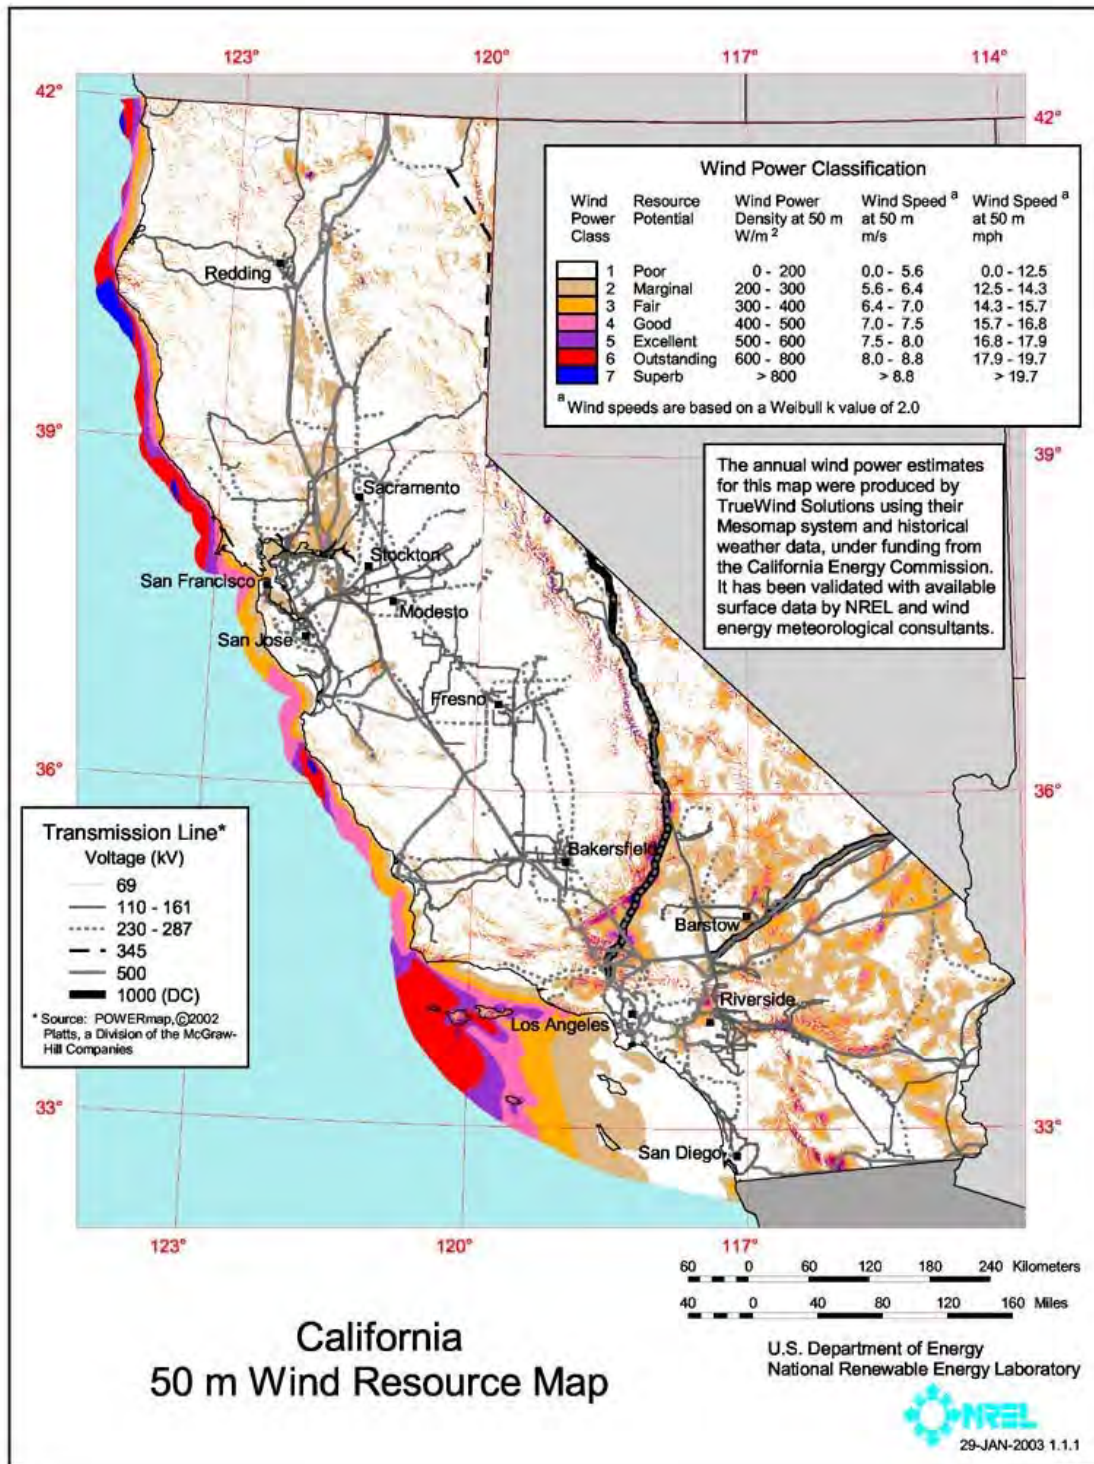 123° 120° 117° 114°
42° 42°
Wind Power Classification
Wind Power Class Resource Potential Wind Power Density at 50 m W/m² Wind Speed a at 50 m m/s Wind Speed a at 50 m mph
1 Poor 0 - 200 0.0 - 5.6 0.0 - 12.5
2 Marginal 200 - 300 5.6 - 6.4 12.5 - 14.3
3 Fair 300 - 400 6.4 - 7.0 14.3 - 15.7
4 Good 400 - 500 7.0 - 7.5 15.7 - 16.8
5 Excellent 500 - 600 7.5 - 8.0 16.8 - 17.9
6 Outstanding 600 - 800 8.0 - 8.8 17.9 - 19.7
7 Superb > 800 > 8.8 > 19.7
a Wind speeds are based on a Weibull k value of 2.0
Redding
39° 39°
The annual wind power estimates
for this map were produced by
TrueWind Solutions using their
Mesomap system and historical
weather data, under funding from
the California Energy Commission.
It has been validated with available
surface data by NREL and wind
energy meteorological consultants.
Sacramento
Stockton
San Francisco
Modesto
San Jose
Fresno
36° 36°
Transmission Line*
Voltage (kV)
69
110 - 161
230 - 287
345
500
1000 (DC)
* Source: POWERmap, ©2002
Platts, a Division of the McGraw-
Hill Companies
Bakersfield
Barstow
Riverside
Los Angeles
33° 33°
San Diego
123° 120° 117°
60 0 60 120 180 240 Kilometers
40 0 40 80 120 160 Miles
California
50 m Wind Resource Map
U.S. Department of Energy
National Renewable Energy Laboratory
NREL
29-JAN-2003 1.1.1